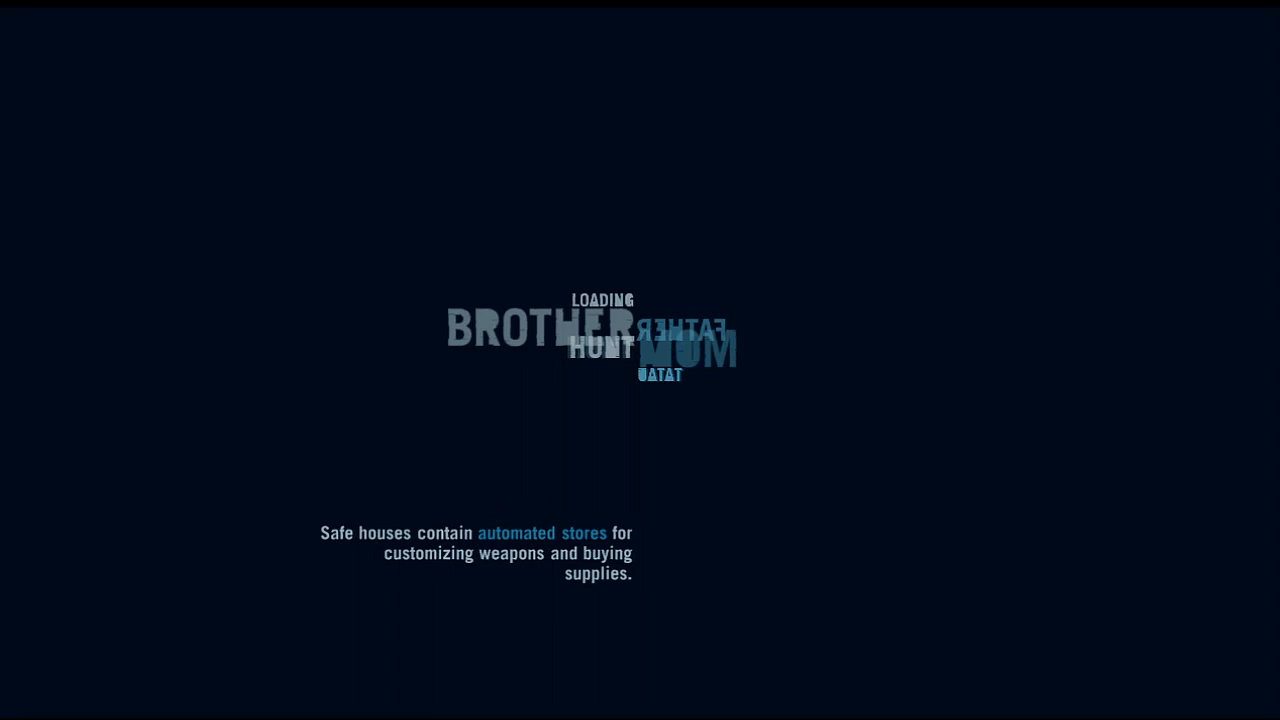 LOADING
BROTHER
FATHER
HUNT
MUM
UATAT
Safe houses contain automated stores for
customizing weapons and buying
supplies.